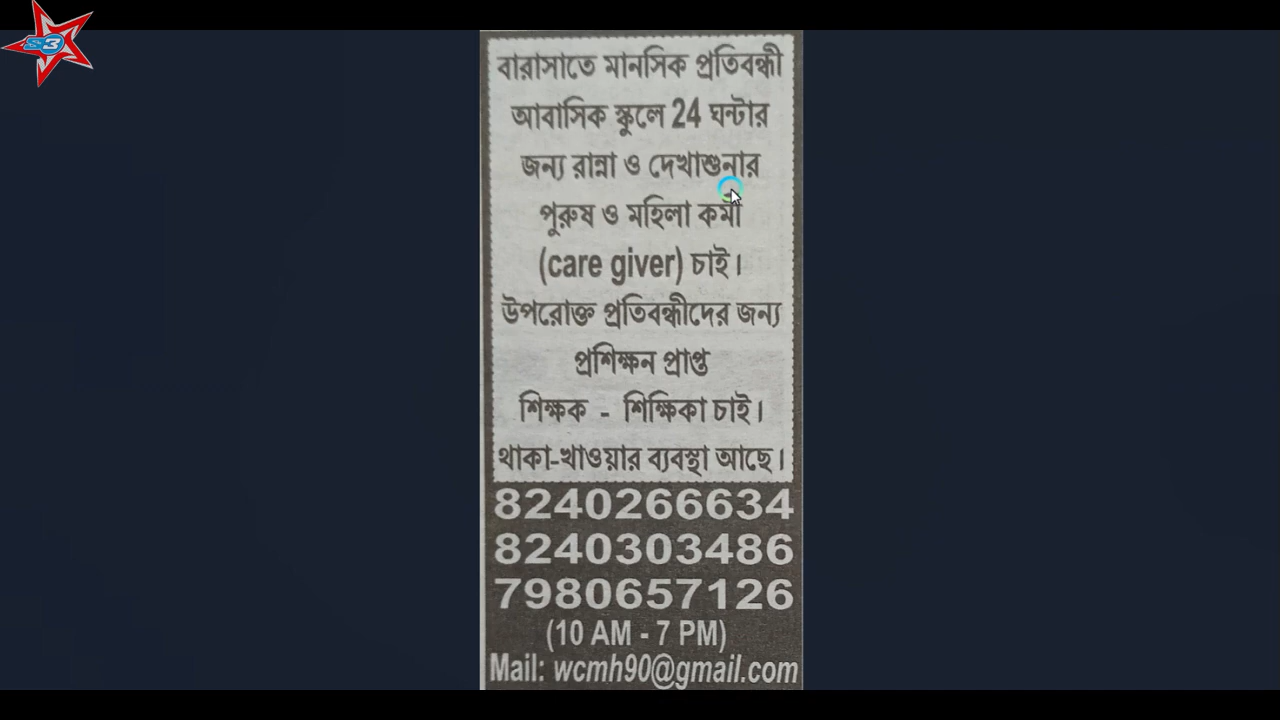 S3
বারাসাতে মানসিক প্রতিবন্ধী
আবাসিক স্কুলে 24 ঘন্টার
জন্য রান্না ও দেখাশুনার
পুরুষ ও মহিলা কর্মী
(care giver) চাই।
উপরোক্ত প্রতিবন্ধীদের জন্য
প্রশিক্ষন প্রাপ্ত
শিক্ষক - শিক্ষিকা চাই।
থাকা-খাওয়ার ব্যবস্থা আছে।
8240266634
8240303486
7980657126
(10 AM - 7 PM)
Mail: wcmh90@gmail.com